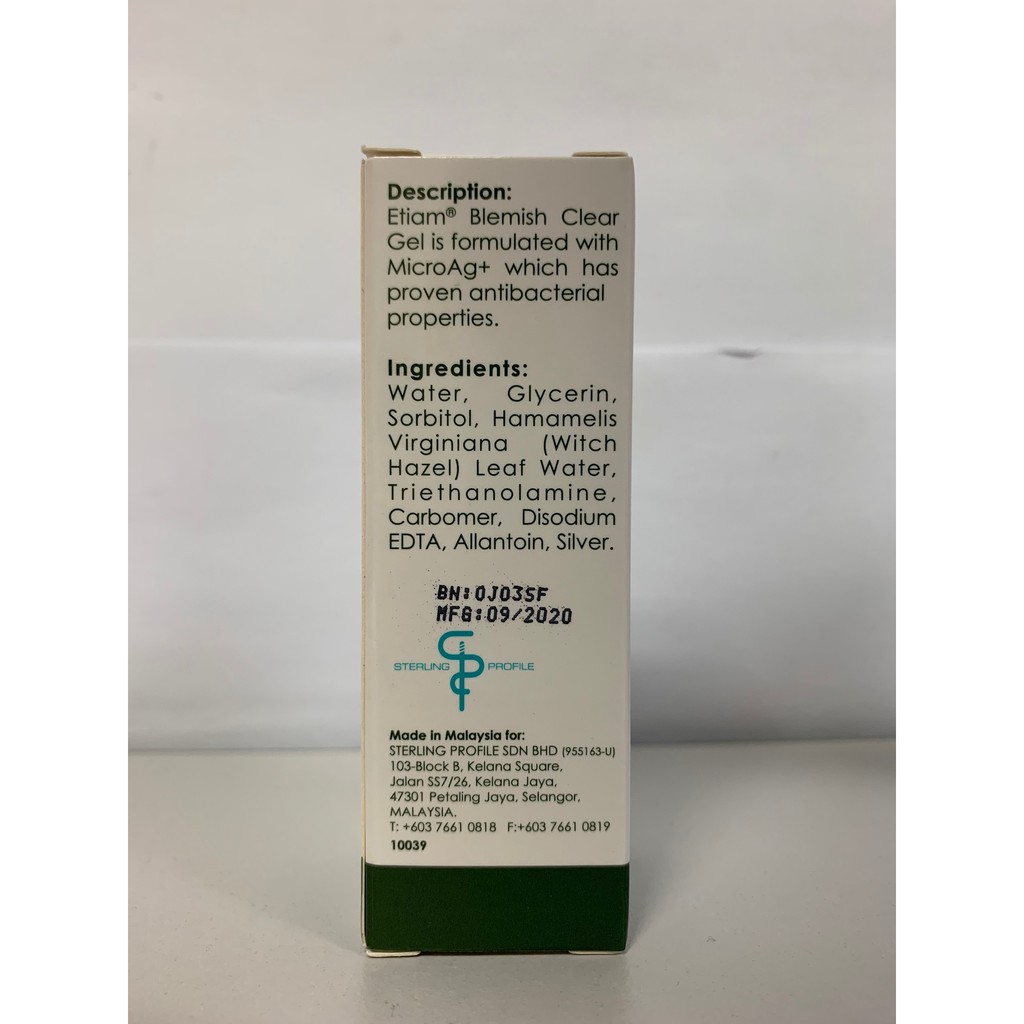 Description:
Etiam® Blemish Clear
Gel is formulated with
MicroAg+ which has
proven antibacterial
properties.
Ingredients:
Water, Glycerin,
Sorbitol, Hamamelis
Virginiana (Witch
Hazel) Leaf Water,
Triethanolamine,
Carbomer, Disodium
EDTA, Allantoin, Silver.
BN:0J03SF
MFG:09/2020
STERLING PROFILE
Made in Malaysia for:
STERLING PROFILE SDN BHD (955163-U)
103-Block B, Kelana Square,
Jalan SS7/26, Kelana Jaya,
47301 Petaling Jaya, Selangor,
MALAYSIA.
T: +603 7661 0818 F:+603 7661 0819
10039